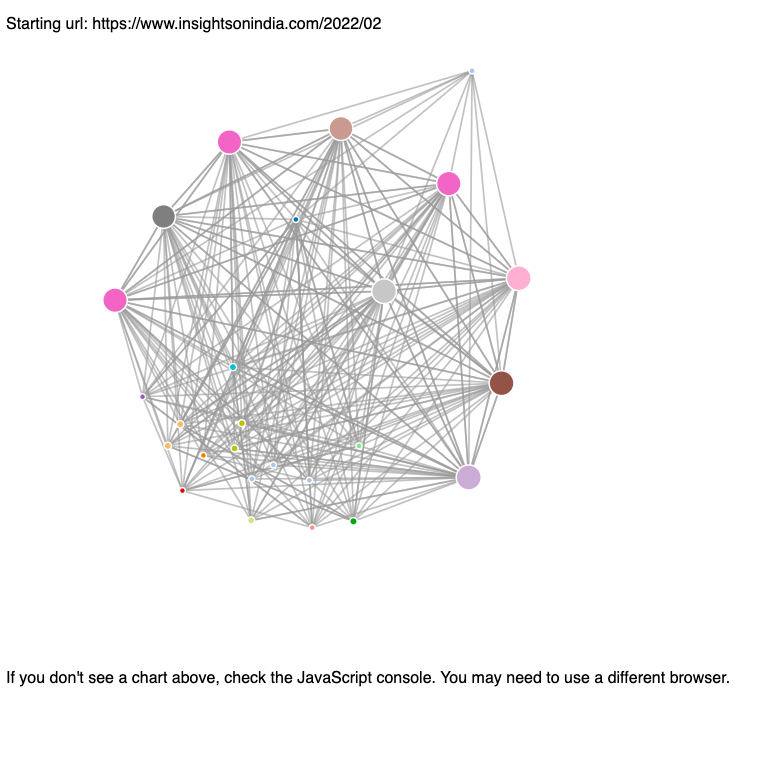 Starting url: https://www.insightsonindia.com/2022/02
If you don't see a chart above, check the JavaScript console. You may need to use a different browser.